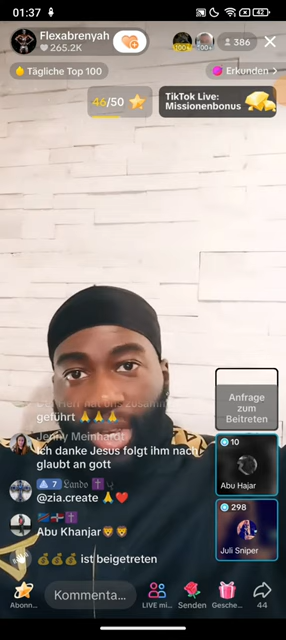 01:37
42
Flexabrenyah
265.2K
386
Tägliche Top 100
Erkunden >
46/50
TikTok Live:
Missionenbonus
geführt 🙏🙏🙏
Jenny Meinhardt
Ich danke Jesus folgt ihm nach
glaubt an gott
Anfrage
zum
Beitreten
10
Abu Hajar
7 Lando
@zia.create 🙏❤️
Abu Khanjar🦁🦁
298
Juli Sniper
💰💰💰 ist beigetreten
Abonn...
Kommenta...
LIVE mi...
Senden
Gesche...
44